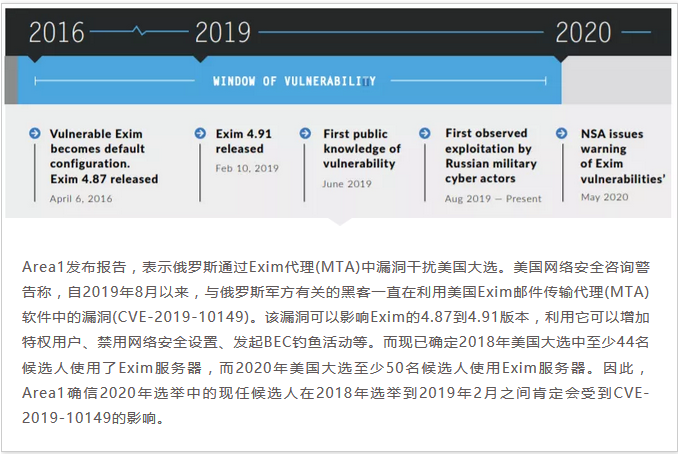 2016 2019 2020
WINDOW OF VULNERABILITY
Vulnerable Exim
becomes default
configuration.
Exim 4.87 released
April 6, 2016
Exim 4.91
released
Feb 10, 2019
First public
knowledge of
vulnerability
June 2019
First observed
exploitation by
Russian military
cyber actors
Aug 2019 — Present
NSA issues
warning
of Exim
vulnerabilities’
May 2020
Area1发布报告，表示俄罗斯通过Exim代理(MTA)中漏洞干扰美国大选。美国网络安全咨询警
告称，自2019年8月以来，与俄罗斯军方有关的黑客一直在利用美国Exim邮件传输代理(MTA)
软件中的漏洞(CVE-2019-10149)。该漏洞可以影响Exim的4.87到4.91版本，利用它可以增加
特权用户、禁用网络安全设置、发起BEC钓鱼活动等。而现已确定2018年美国大选中至少44名
候选人使用了Exim服务器，而2020年美国大选至少50名候选人使用Exim服务器。因此，
Area1确信2020年选举中的现任候选人在2018年选举到2019年2月之间肯定会受到CVE-
2019-10149的影响。